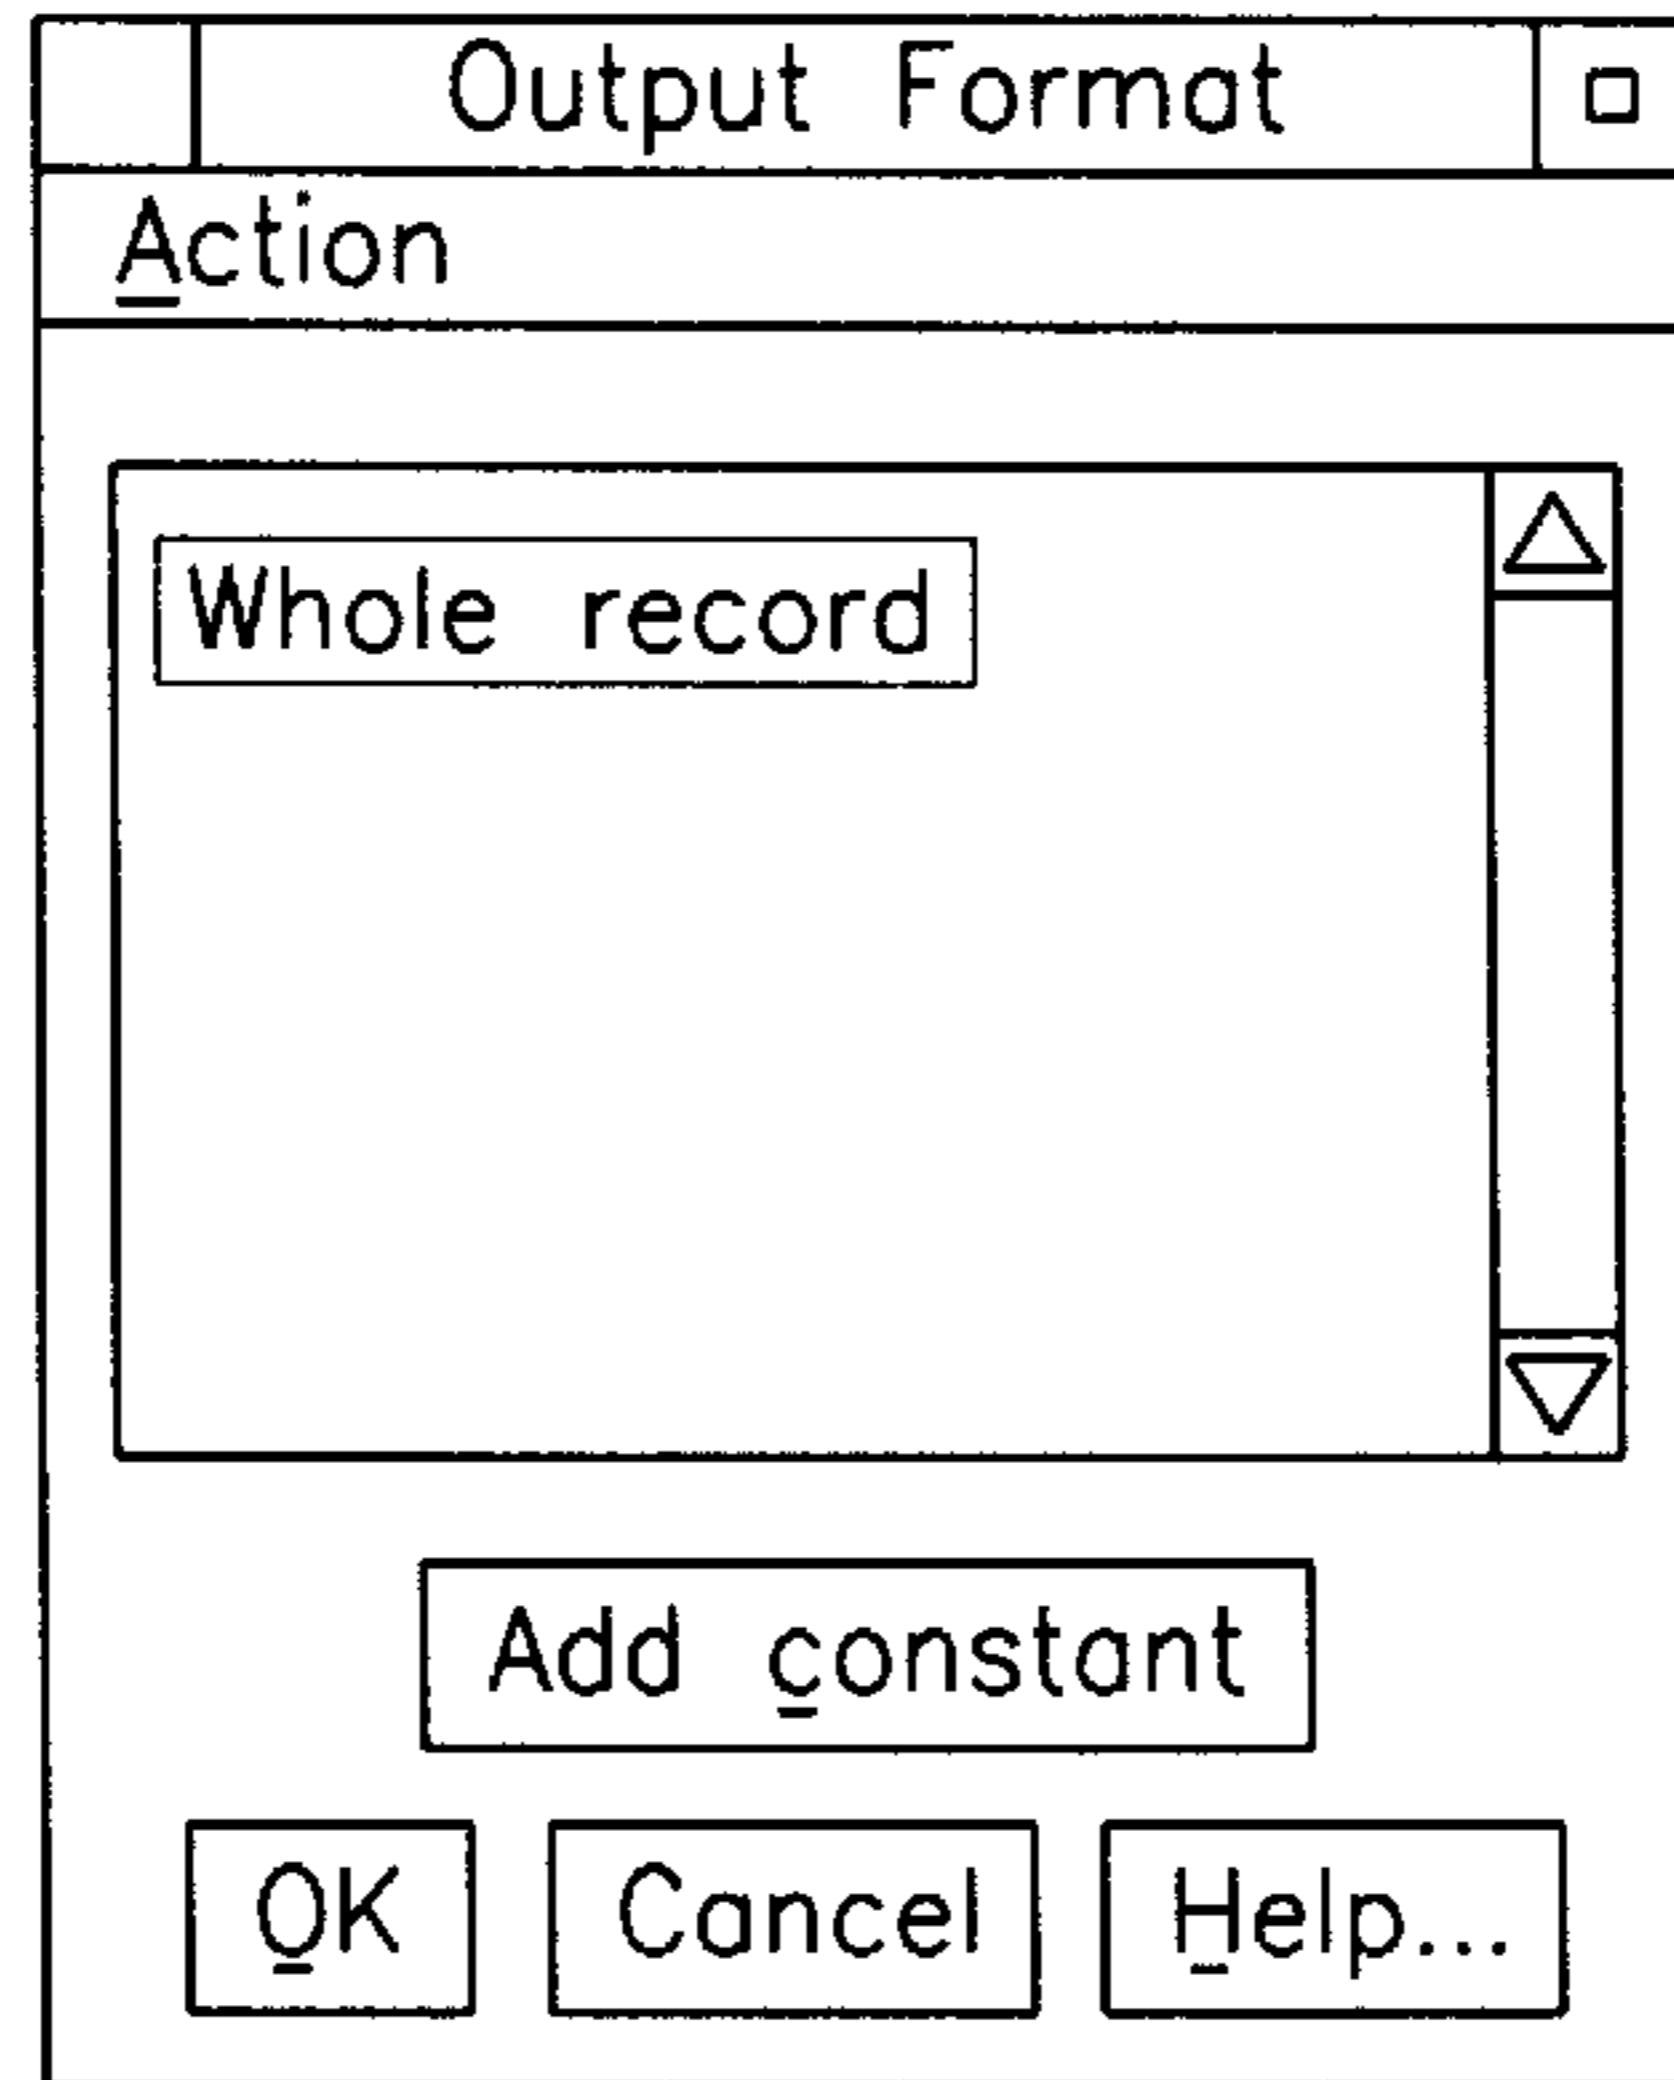 Output Format
Action
Whole record
Add constant
OK Cancel Help...